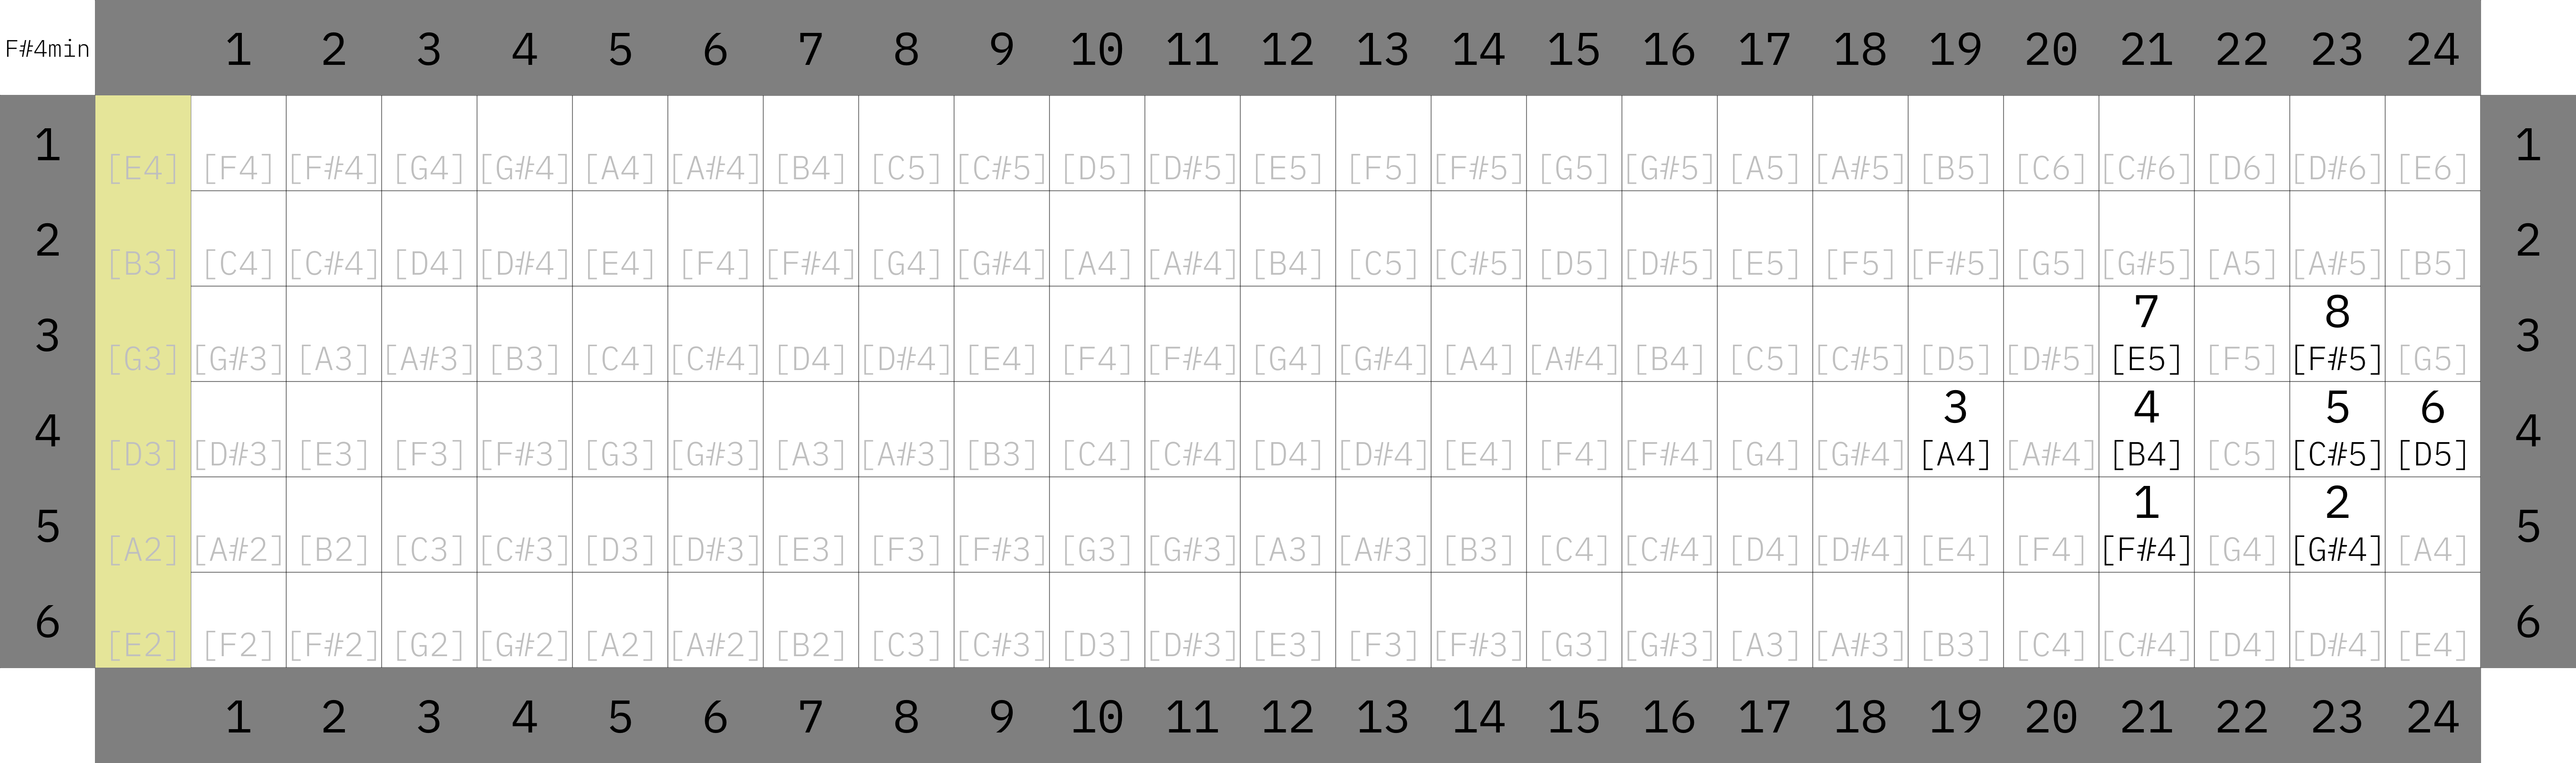 F#4min 1 2 3 4 5 6 7 8 9 10 11 12 13 14 15 16 17 18 19 20 21 22 23 24
1 [E4] [F4] [F#4] [G4] [G#4] [A4] [A#4] [B4] [C5] [C#5] [D5] [D#5] [E5] [F5] [F#5] [G5] [G#5] [A5] [A#5] [B5] [C6] [C#6] [D6] [D#6] [E6] 1
2 [B3] [C4] [C#4] [D4] [D#4] [E4] [F4] [F#4] [G4] [G#4] [A4] [A#4] [B4] [C5] [C#5] [D5] [D#5] [E5] [F5] [F#5] [G5] [G#5] [A5] [A#5] [B5] 2
7 8
3 [G3] [G#3] [A3] [A#3] [B3] [C4] [C#4] [D4] [D#4] [E4] [F4] [F#4] [G4] [G#4] [A4] [A#4] [B4] [C5] [C#5] [D5] [D#5] [E5] [F5] [F#5] [G5] 3
3 4 5 6
4 [D3] [D#3] [E3] [F3] [F#3] [G3] [G#3] [A3] [A#3] [B3] [C4] [C#4] [D4] [D#4] [E4] [F4] [F#4] [G4] [G#4] [A4] [A#4] [B4] [C5] [C#5] [D5] 4
1 2
5 [A2] [A#2] [B2] [C3] [C#3] [D3] [D#3] [E3] [F3] [F#3] [G3] [G#3] [A3] [A#3] [B3] [C4] [C#4] [D4] [D#4] [E4] [F4] [F#4] [G4] [G#4] [A4] 5
6 [E2] [F2] [F#2] [G2] [G#2] [A2] [A#2] [B2] [C3] [C#3] [D3] [D#3] [E3] [F3] [F#3] [G3] [G#3] [A3] [A#3] [B3] [C4] [C#4] [D4] [D#4] [E4] 6
1 2 3 4 5 6 7 8 9 10 11 12 13 14 15 16 17 18 19 20 21 22 23 24